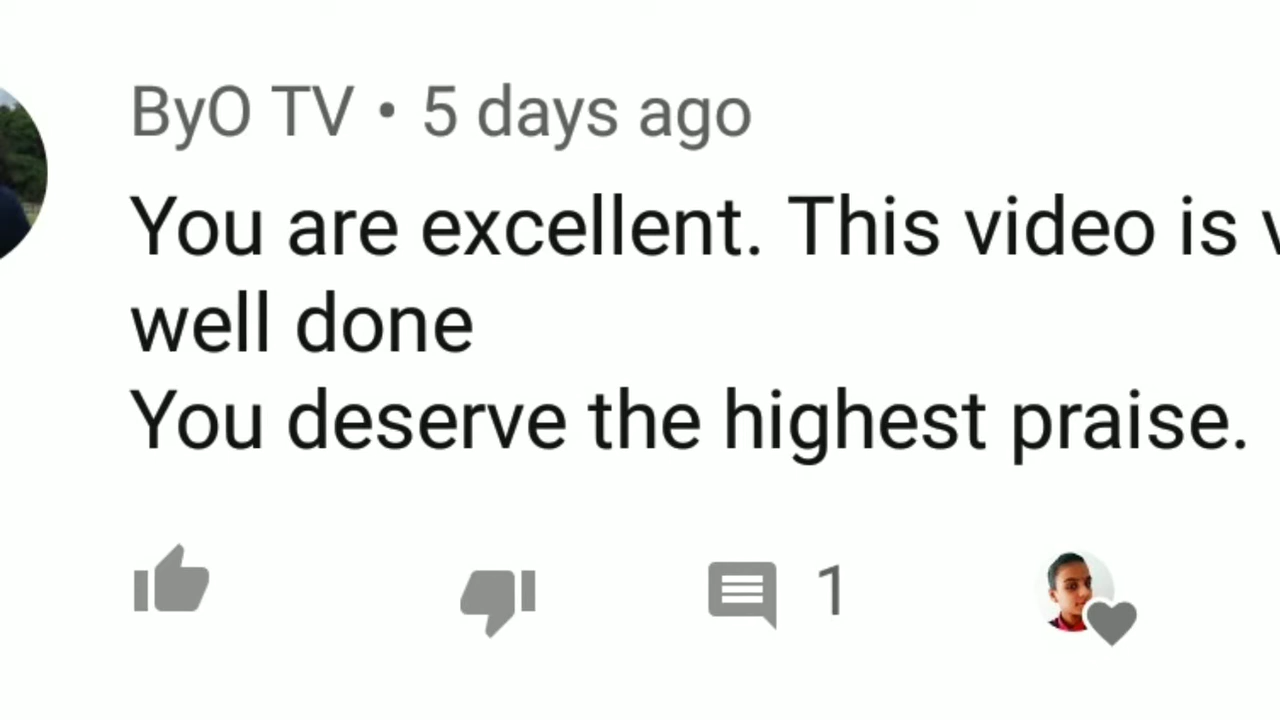 ByO TV • 5 days ago
You are excellent. This video is
well done
You deserve the highest praise.
1